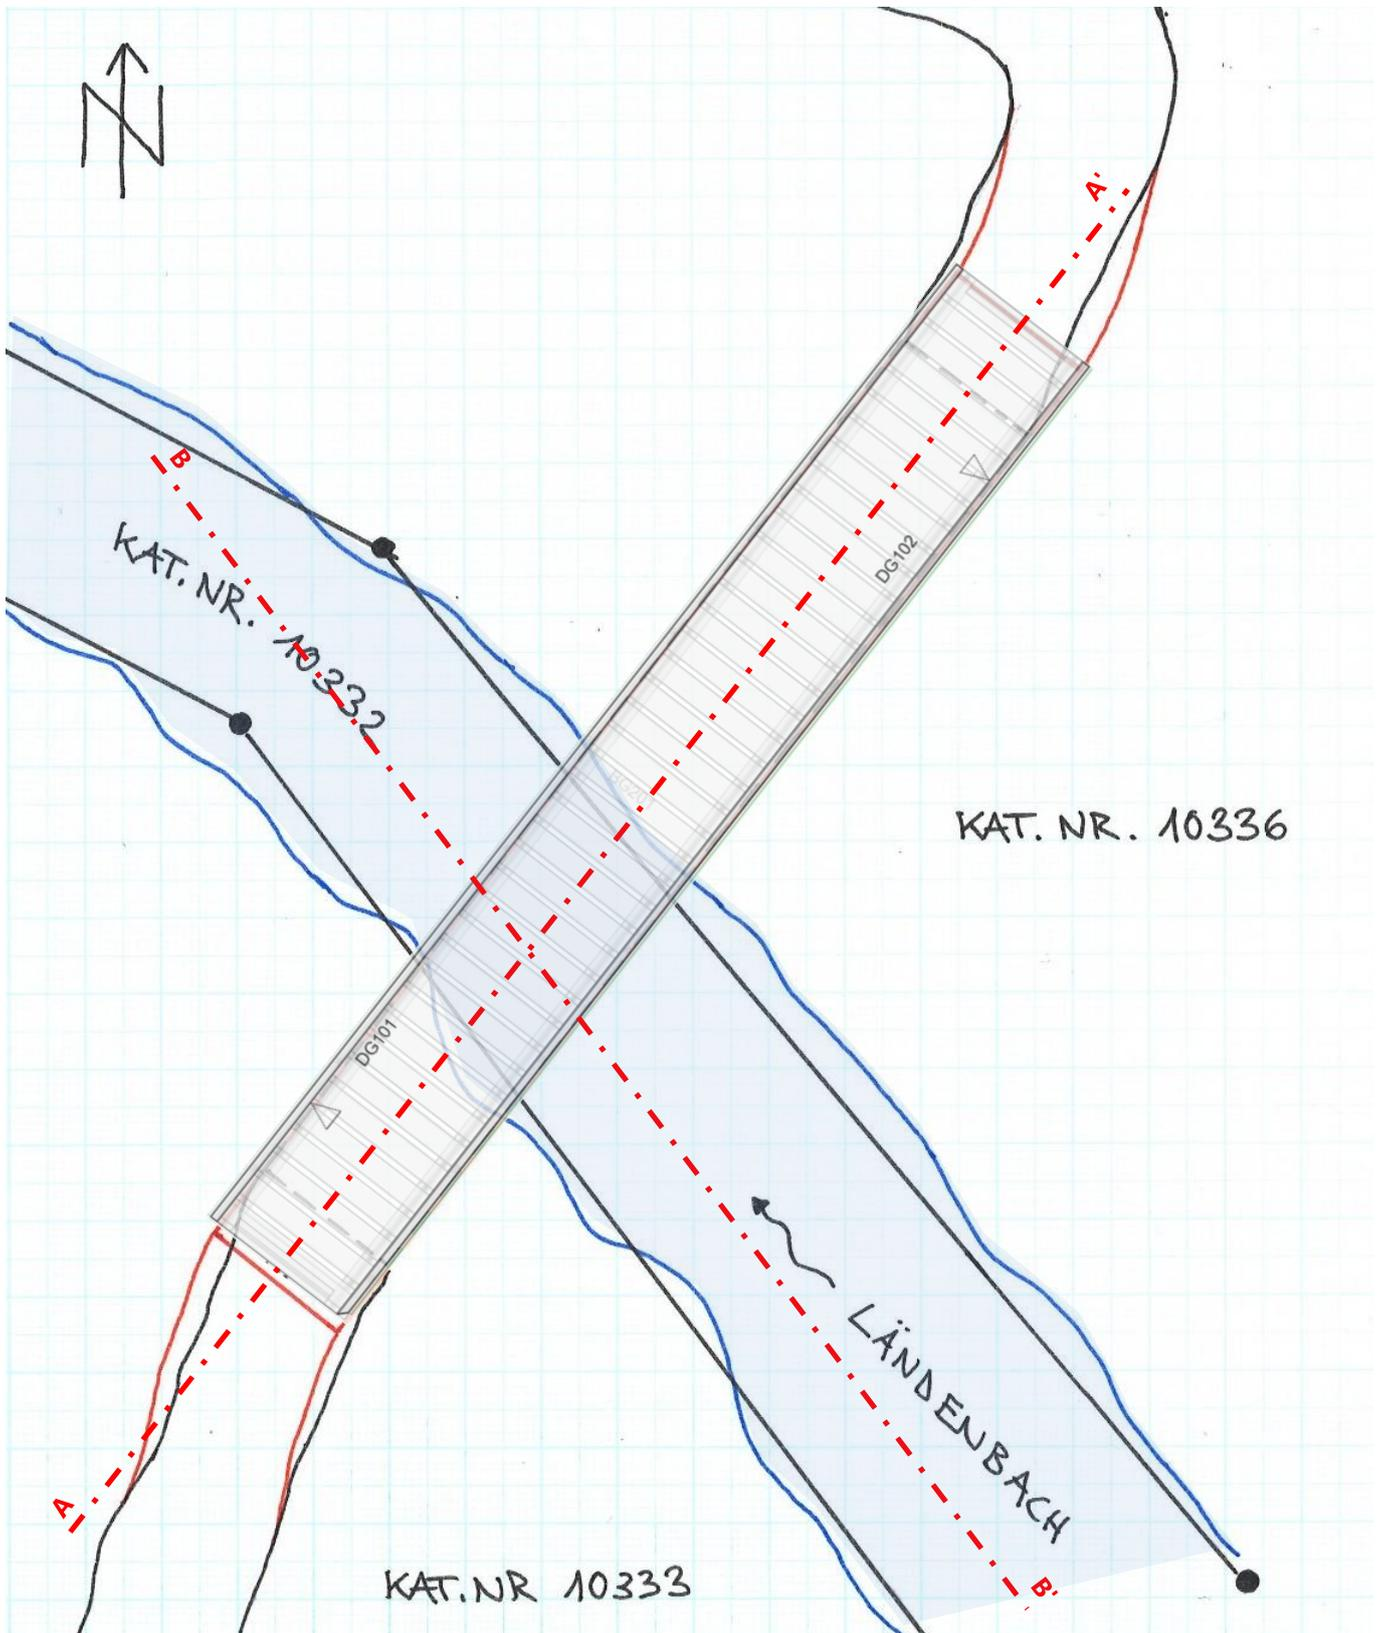 N
A'
B
KAT. NR. 10332
DG102
KAT. NR. 10336
DG101
LÄNDENBACH
A
KAT.NR 10333
B'